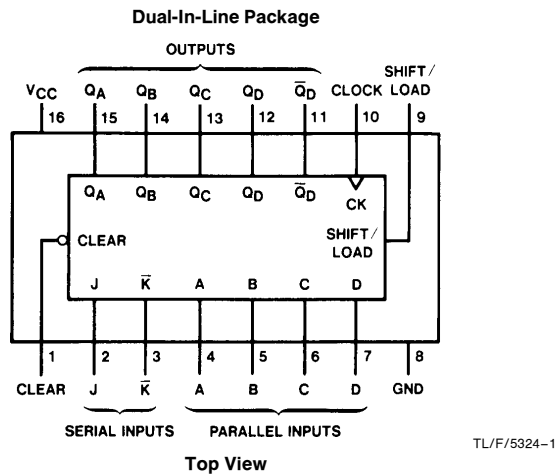 Dual-In-Line Package
OUTPUTS
VCC QA QB QC QD Q̅D CLOCK SHIFT/
LOAD
16 15 14 13 12 11 10 9
QA QB QC QD Q̅D
CK
CLEAR SHIFT/
LOAD
J K̅ A B C D
1 2 3 4 5 6 7 8
CLEAR J K̅ A B C D GND
SERIAL INPUTS PARALLEL INPUTS
TL/F/5324–1
Top View